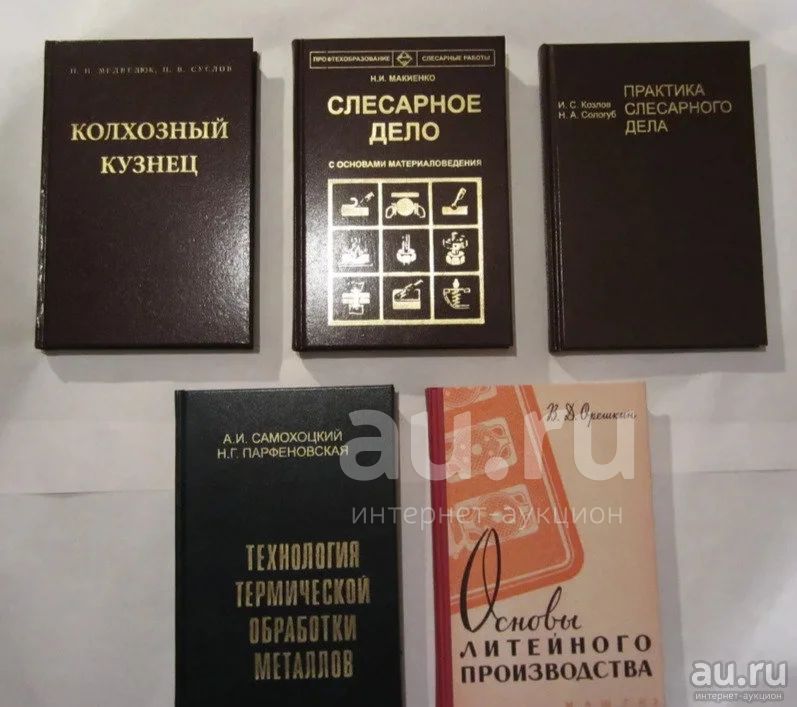 П. И. МЕДВЕДЮК, П. В. СУСЛОВ
КОЛХОЗНЫЙ
КУЗНЕЦ
ПРОФТЕХОБРАЗОВАНИЕ
СЛЕСАРНЫЕ РАБОТЫ
Н.И. МАКИЕНКО
СЛЕСАРНОЕ
ДЕЛО
С ОСНОВАМИ МАТЕРИАЛОВЕДЕНИЯ
И. С. Козлов
Н. А. Сологуб
ПРАКТИКА
СЛЕСАРНОГО
ДЕЛА
А.И. САМОХОЦКИЙ
Н.Г. ПАРФЕНОВСКАЯ
ТЕХНОЛОГИЯ
ТЕРМИЧЕСКОЙ
ОБРАБОТКИ
МЕТАЛЛОВ
В. Д. Орешкин
Основы
ЛИТЕЙНОГО
ПРОИЗВОДСТВА
МАШГИЗ
au.ru
интернет-аукцион
au.ru
интернет-аукцион